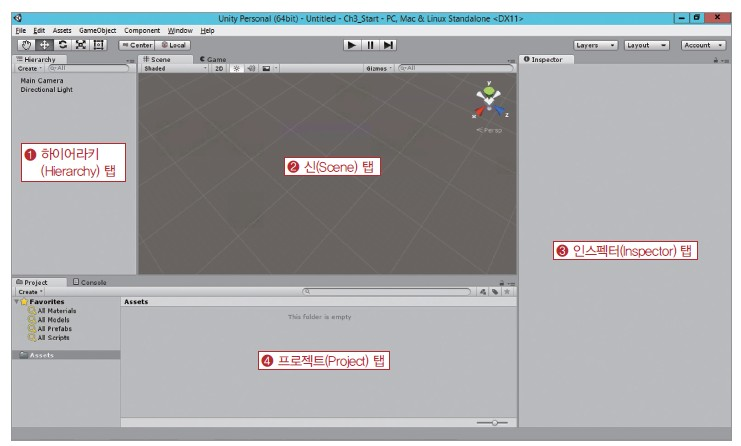 Unity Personal (64bit) - Untitled - Ch3_Start - PC, Mac & Linux Standalone <DX11>
File Edit Assets GameObject Component Window Help
Center Local
Layers Layout Account
Hierarchy
Create All
Main Camera
Directional Light
❶ 하이어라키
(Hierarchy) 탭
Scene Game
Shaded 2D Gizmos All
y
x z
Persp
❷ 신(Scene) 탭
Inspector
❸ 인스펙터(Inspector) 탭
Project Console
Create
Favorites
All Materials
All Models
All Prefabs
All Scripts
Assets
Assets
This folder is empty
❹ 프로젝트(Project) 탭